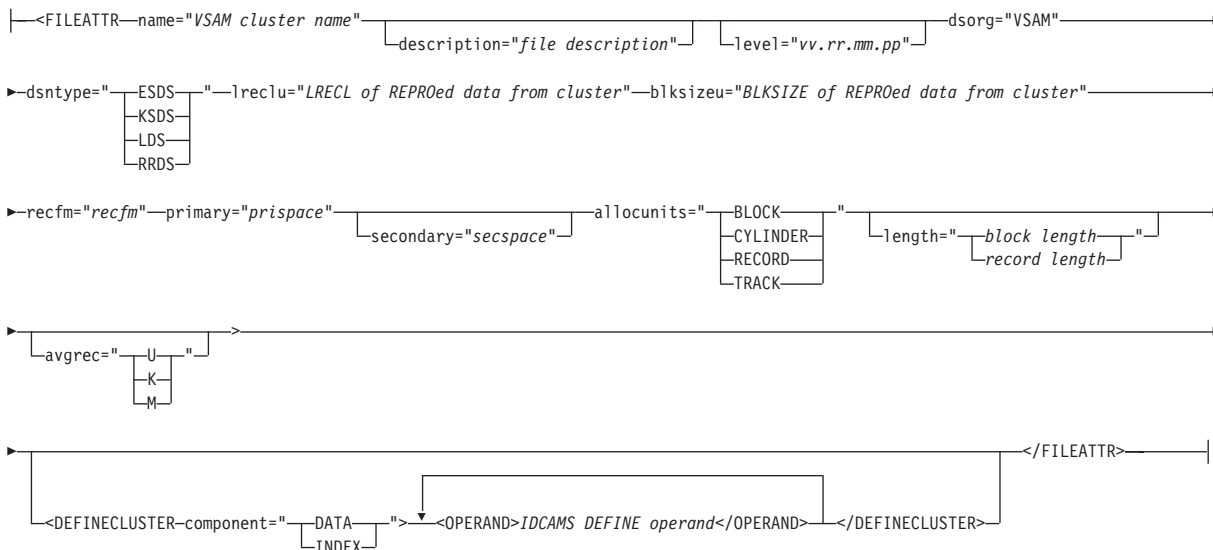 <FILEATTR name="VSAM cluster name" dsorg="VSAM"
description="file description" level="vv.rr.mm.pp"
dsntype=" ESDS " lreclu="LRECL of REPROed data from cluster" blksizeu="BLKSIZE of REPROed data from cluster"
KSDS
LDS
RRDS
recfm="recfm" primary="prispace" allocunits=" BLOCK "
secondary="secspace" CYLINDER length=" block length "
RECORD record length
TRACK
>
avgrec=" U "
K
M
</FILEATTR>
<DEFINECLUSTER component=" DATA "> <OPERAND>IDCAMS DEFINE operand</OPERAND> </DEFINECLUSTER>
INDEX